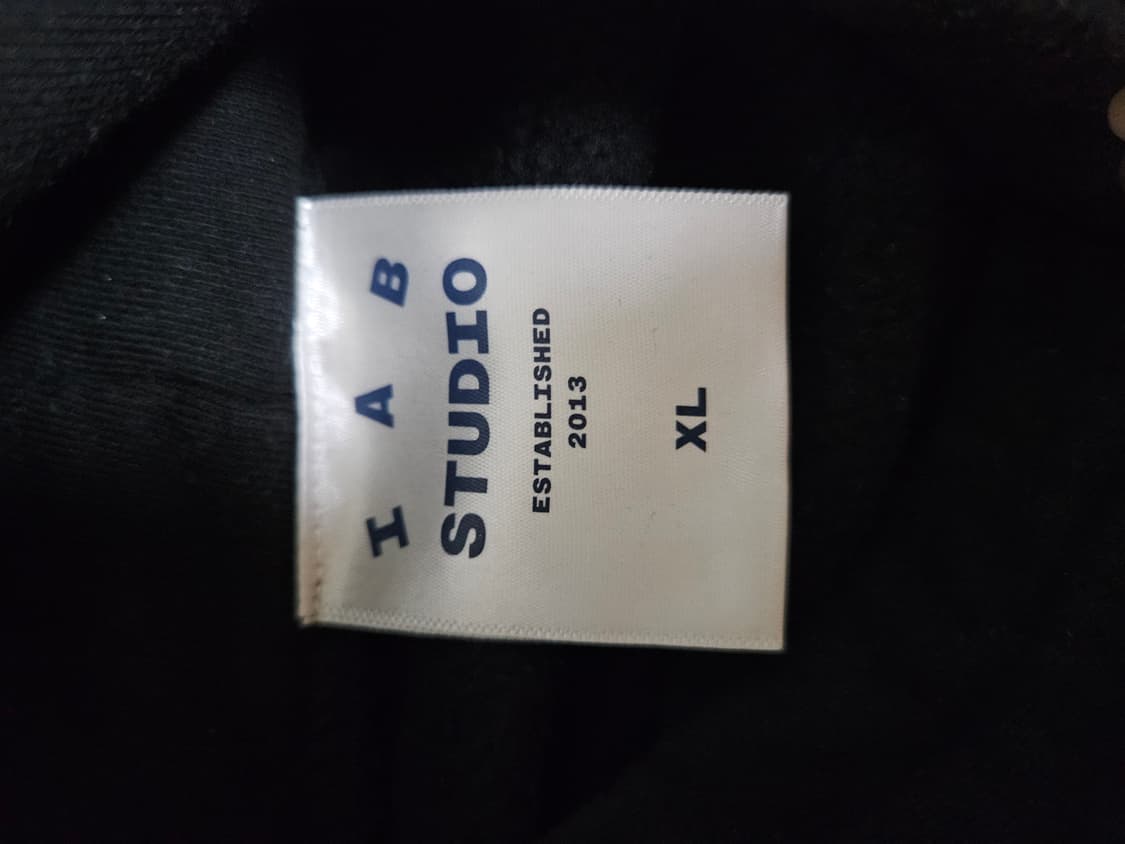 I A B
STUDIO
ESTABLISHED
2013
XL